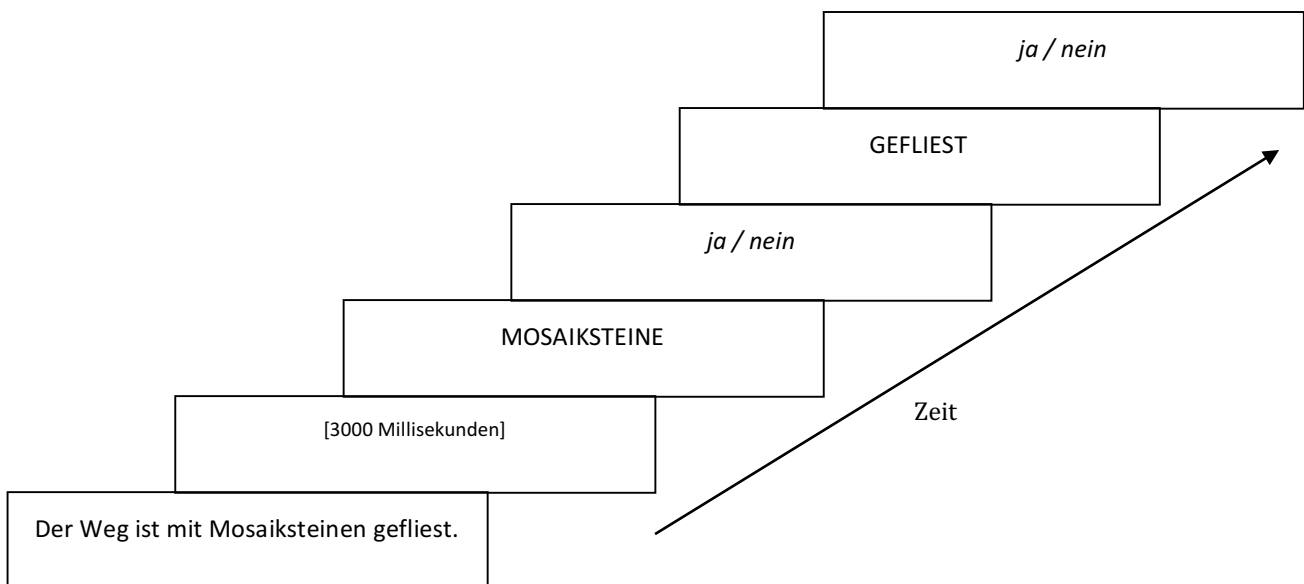 ja / nein
GEFLIEST
ja / nein
MOSAIKSTEINE
Zeit
[3000 Millisekunden]
Der Weg ist mit Mosaiksteinen gefliest.